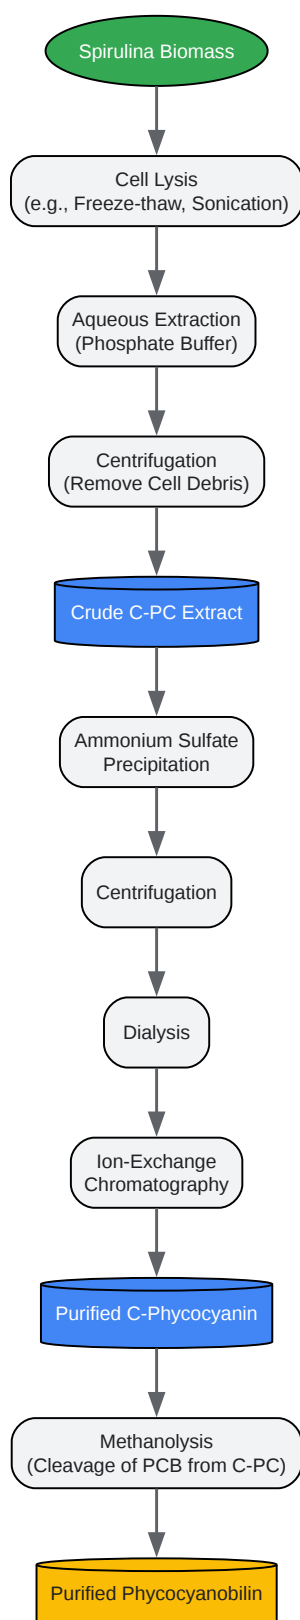 Spirulina Biomass
Cell Lysis
(e.g., Freeze-thaw, Sonication)
Aqueous Extraction
(Phosphate Buffer)
Centrifugation
(Remove Cell Debris)
Crude C-PC Extract
Ammonium Sulfate
Precipitation
Centrifugation
Dialysis
Ion-Exchange
Chromatography
Purified C-Phycocyanin
Methanolysis
(Cleavage of PCB from C-PC)
Purified Phycocyanobilin